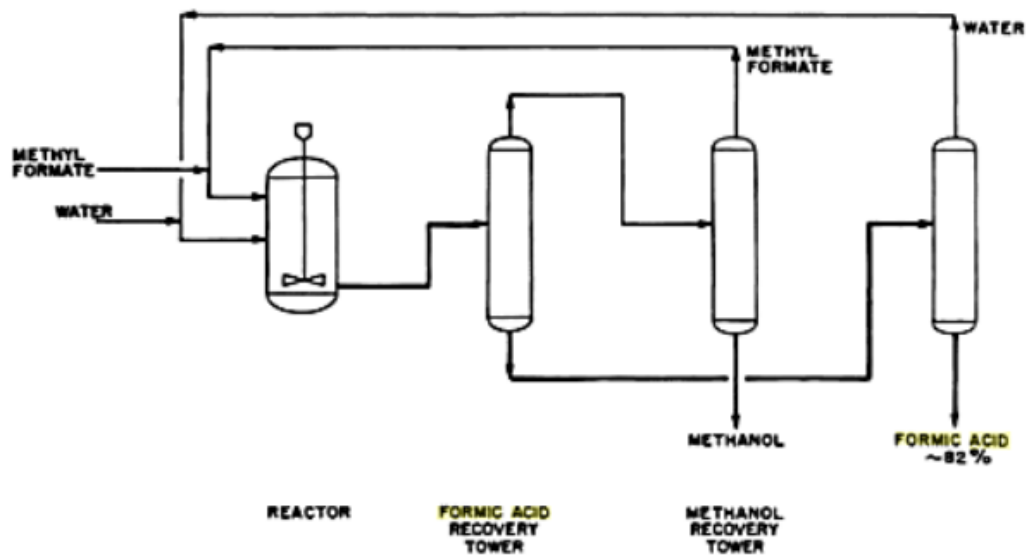 WATER
METHYL
FORMATE
METHYL
FORMATE
WATER
METHANOL
FORMIC ACID
~82%
REACTOR
FORMIC ACID
RECOVERY
TOWER
METHANOL
RECOVERY
TOWER